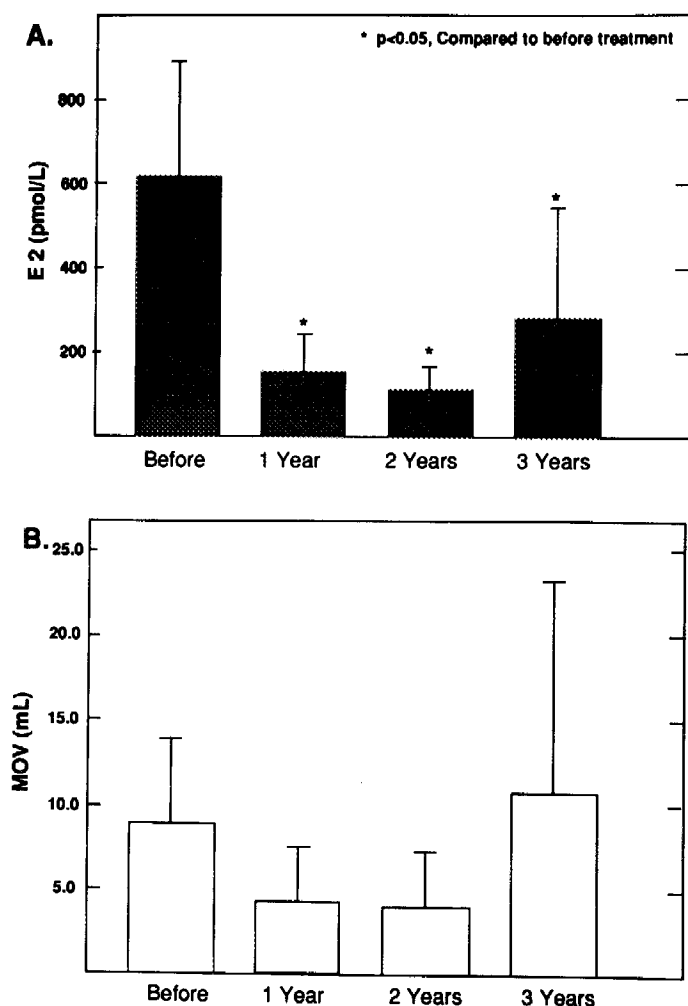 A.
* p<0.05, Compared to before treatment
800
600
400
200
E 2 (pmol/L)
*
*
*
Before 1 Year 2 Years 3 Years
B.
25.0
20.0
15.0
10.0
5.0
MOV (mL)
Before 1 Year 2 Years 3 Years